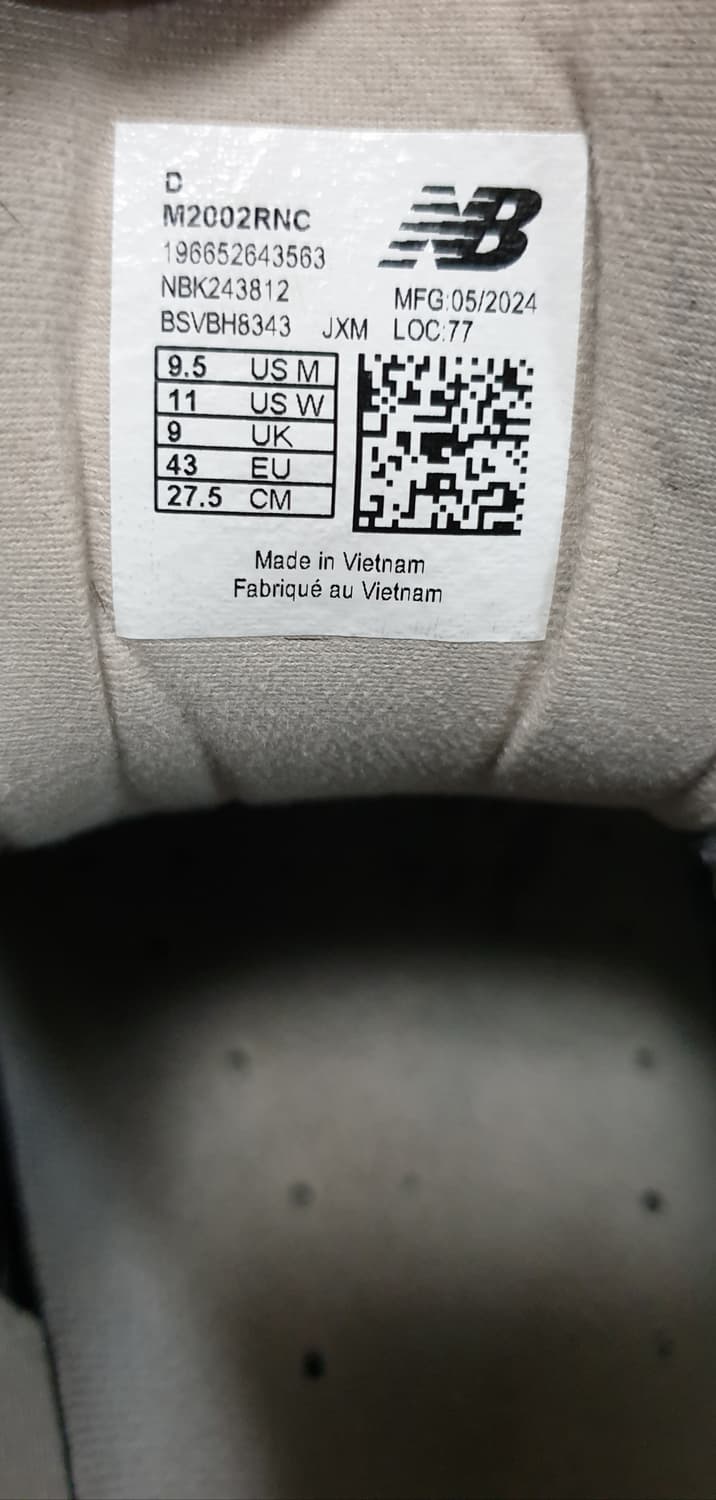 D
M2002RNC
196652643563
NBK243812
BSVBH8343 JXM
NB
MFG:05/2024
LOC:77
9.5 US M
11 US W
9 UK
43 EU
27.5 CM
Made in Vietnam
Fabriqué au Vietnam